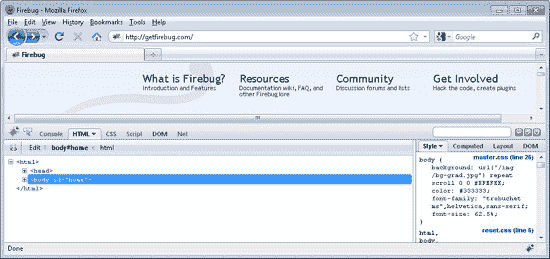 Firebug - Mozilla Firefox
File Edit View History Bookmarks Tools Help
http://getfirebug.com/
Google
Firebug
What is Firebug?
Introduction and Features
Resources
Documentation wiki, FAQ, and
other Firebug lore
Community
Discussion forums and lists
Get Involved
Hack the code, create plugins
Console HTML CSS Script DOM Net
Edit body#home < html
<html>
<head>
<body id="home">
</html>
Style Computed Layout DOM
master.css (line 26)
body {
background: url("/img
/bg-grad.jpg") repeat
scroll 0 0 #EFEFEF;
color: #333333;
font-family: "trebuchet
ms",helvetica,sans-serif;
font-size: 62.5%;
}
reset.css (line 6)
html,
body,
Done